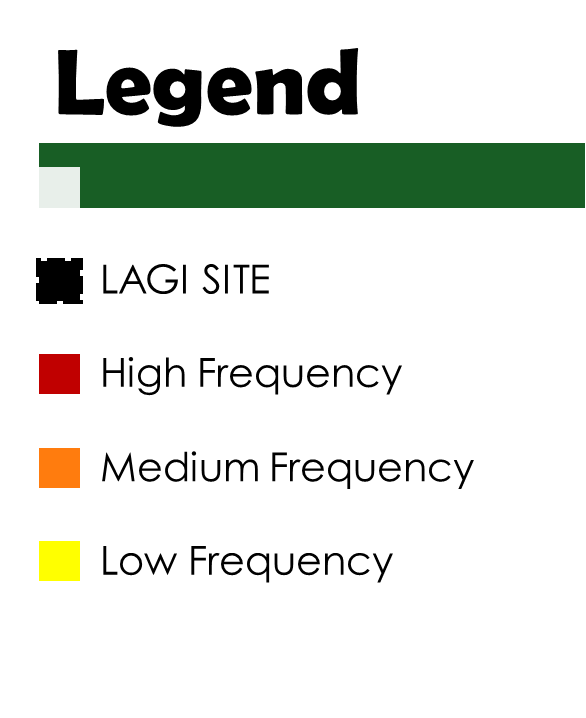 Legend
LAGI SITE
High Frequency
Medium Frequency
Low Frequency